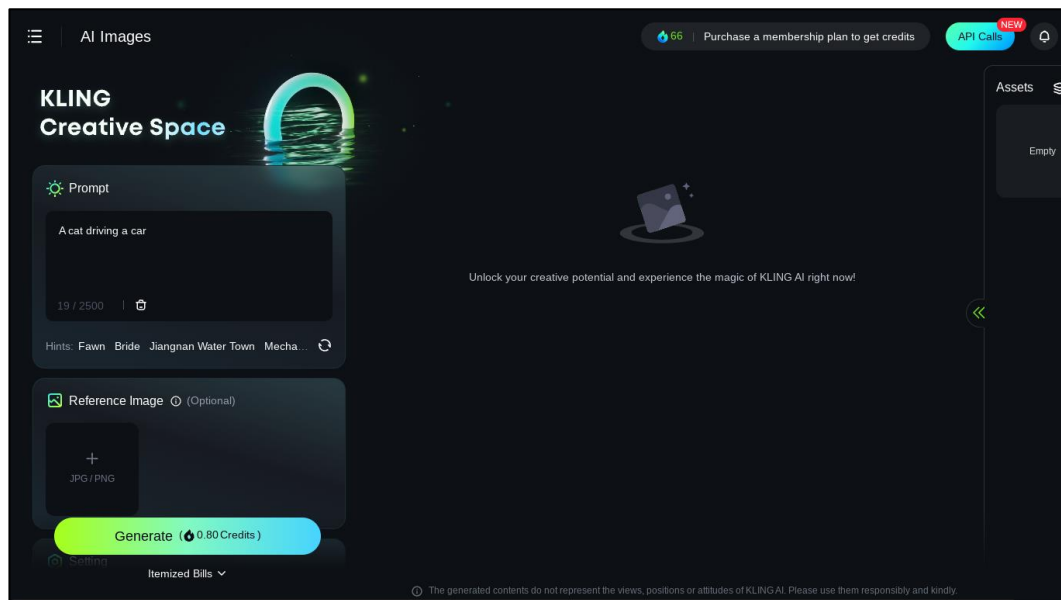 AI Images
66 | Purchase a membership plan to get credits
API Calls
NEW
KLING
Creative Space
Prompt
A cat driving a car
19 / 2500
Hints: Fawn Bride Jiangnan Water Town Mecha...
Reference Image (Optional)
+
JPG / PNG
Generate ( 0.80 Credits )
Setting
Itemized Bills
Unlock your creative potential and experience the magic of KLING AI right now!
Assets
Empty
The generated contents do not represent the views, positions or attitudes of KLING AI. Please use them responsibly and kindly.